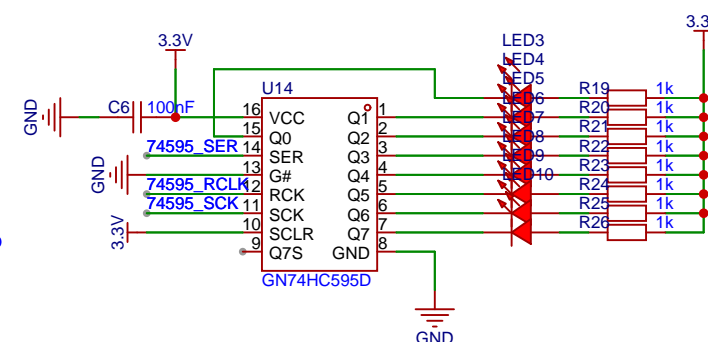 3.3V
3.3
LED3
LED4
LED5
LED6
LED7
LED8
LED9
LED10
U14
GND
C6 100nF
16 VCC Q1 1
15 Q0 Q2 2
74595_SER 14 SER Q3 3
GND 13 G# Q4 4
74595_RCLK 12 RCK Q5 5
74595_SCK 11 SCK Q6 6
3.3V 10 SCLR Q7 7
9 Q7S GND 8
GN74HC595D
R19 1k
R20 1k
R21 1k
R22 1k
R23 1k
R24 1k
R25 1k
R26 1k
GND